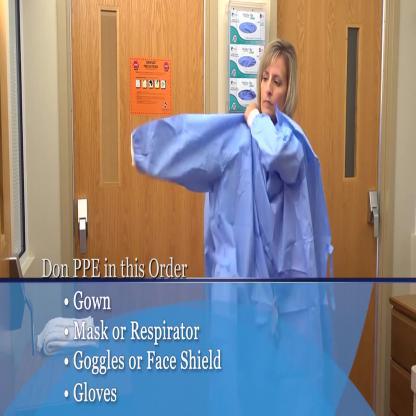 Don PPE in this Order
• Gown
• Mask or Respirator
• Goggles or Face Shield
• Gloves